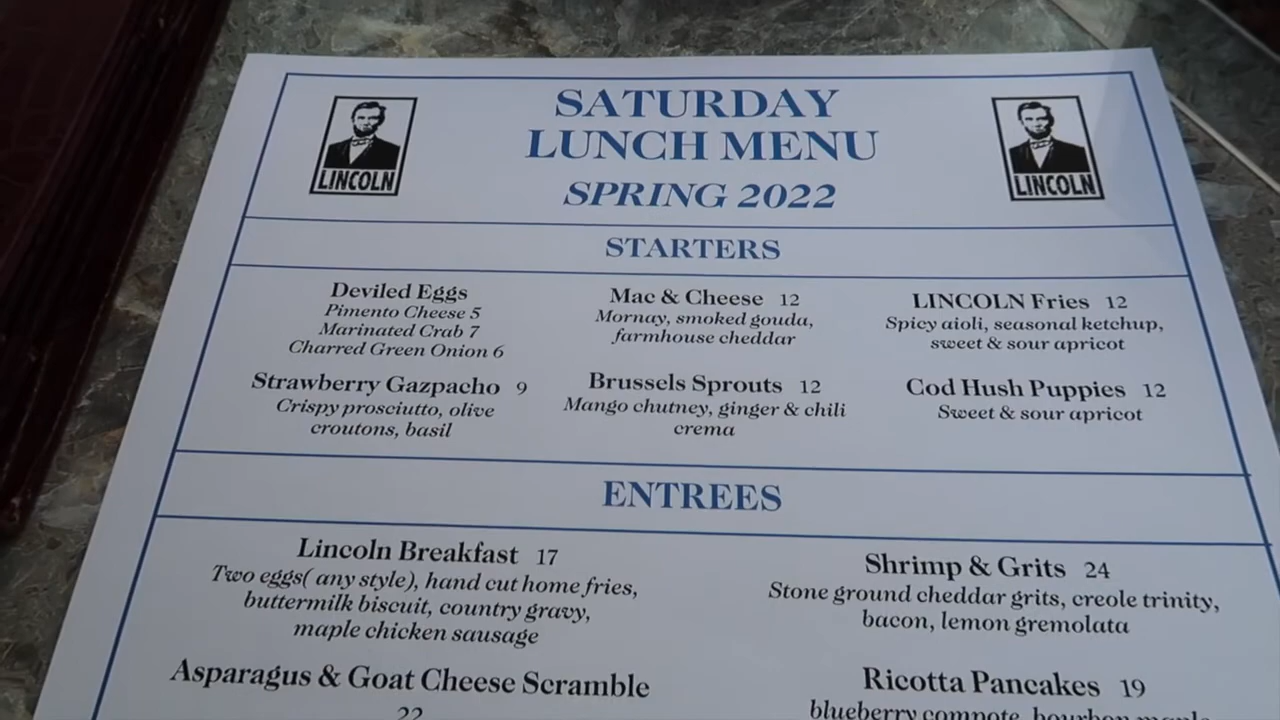 LINCOLN
SATURDAY
LUNCH MENU
SPRING 2022
LINCOLN
STARTERS
Deviled Eggs
Pimento Cheese 5
Marinated Crab 7
Charred Green Onion 6
Mac & Cheese 12
Mornay, smoked gouda,
farmhouse cheddar
LINCOLN Fries 12
Spicy aioli, seasonal ketchup,
sweet & sour apricot
Strawberry Gazpacho 9
Crispy prosciutto, olive
croutons, basil
Brussels Sprouts 12
Mango chutney, ginger & chili
crema
Cod Hush Puppies 12
Sweet & sour apricot
ENTREES
Lincoln Breakfast 17
Two eggs( any style), hand cut home fries,
buttermilk biscuit, country gravy,
maple chicken sausage
Shrimp & Grits 24
Stone ground cheddar grits, creole trinity,
bacon, lemon gremolata
Asparagus & Goat Cheese Scramble
22
Ricotta Pancakes 19
blueberry compote, bourbon maple